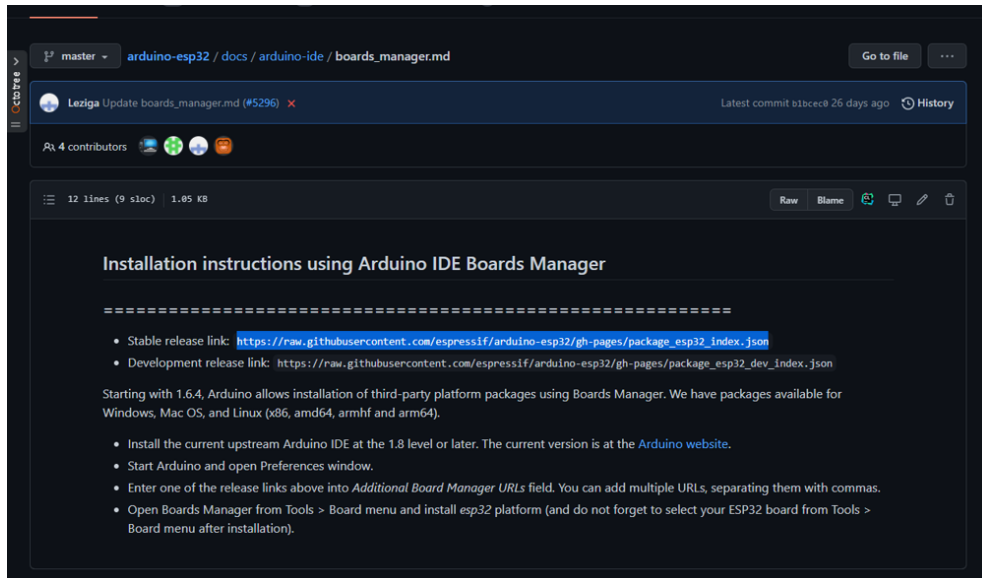 Octotree
master
arduino-esp32 / docs / arduino-ide / boards_manager.md
Go to file
...
Leziga Update boards_manager.md (#5296) ×
Latest commit b1bcec0 26 days ago
History
4 contributors
12 lines (9 sloc) | 1.05 KB
Raw
Blame
Installation instructions using Arduino IDE Boards Manager
==========================================================
• Stable release link: https://raw.githubusercontent.com/espressif/arduino-esp32/gh-pages/package_esp32_index.json
• Development release link: https://raw.githubusercontent.com/espressif/arduino-esp32/gh-pages/package_esp32_dev_index.json
Starting with 1.6.4, Arduino allows installation of third-party platform packages using Boards Manager. We have packages available for
Windows, Mac OS, and Linux (x86, amd64, armhf and arm64).
• Install the current upstream Arduino IDE at the 1.8 level or later. The current version is at the Arduino website.
• Start Arduino and open Preferences window.
• Enter one of the release links above into Additional Board Manager URLs field. You can add multiple URLs, separating them with commas.
• Open Boards Manager from Tools > Board menu and install esp32 platform (and do not forget to select your ESP32 board from Tools >
Board menu after installation).